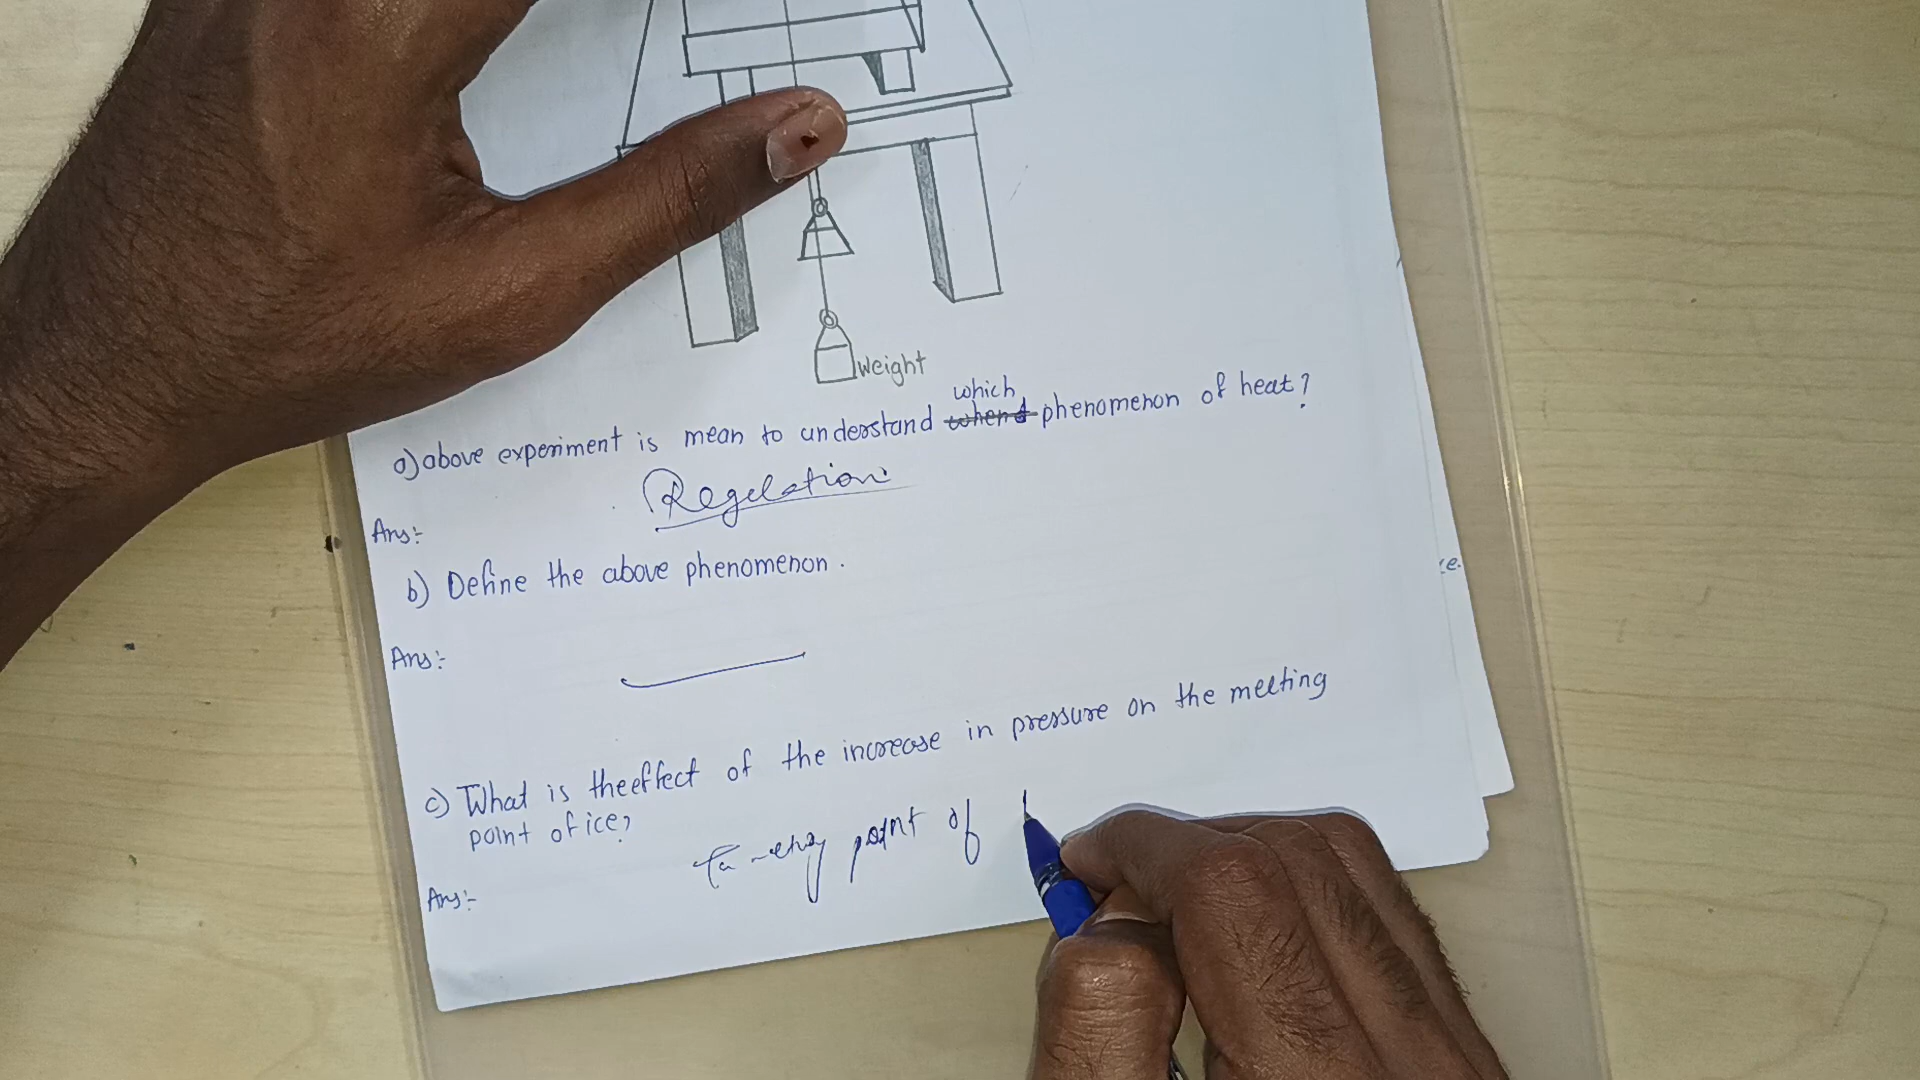 weight
which
a) above experiment is mean to understand when phenomenon of heat?
Regelation
Ans:-
b) Define the above phenomenon.
Ans:-
c) What is the effect of the increase in pressure on the melting
point of ice?
point of
Ans:-
ce.